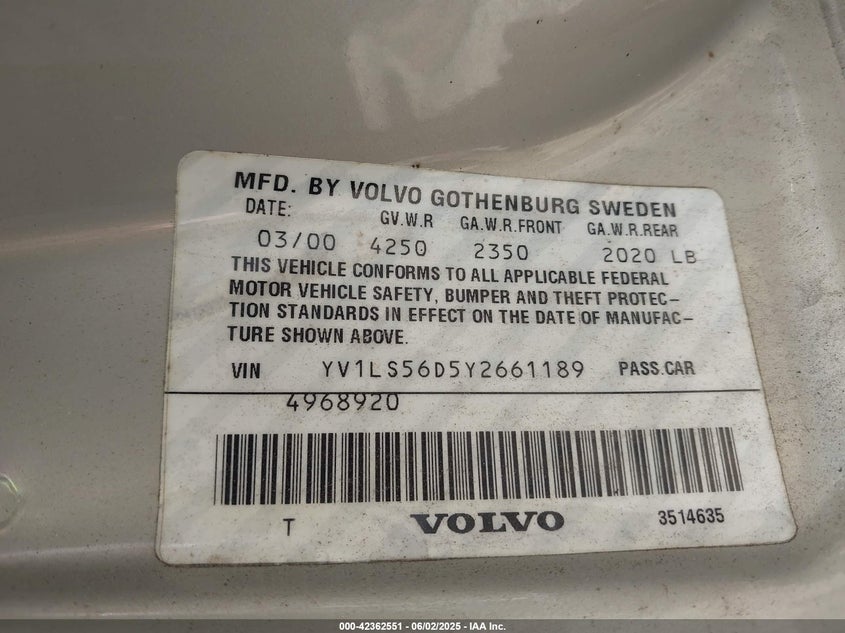 MFD. BY VOLVO GOTHENBURG SWEDEN
DATE: GV.W.R GA.W.R.FRONT GA.W.R.REAR
03/00 4250 2350 2020 LB
THIS VEHICLE CONFORMS TO ALL APPLICABLE FEDERAL
MOTOR VEHICLE SAFETY, BUMPER AND THEFT PROTEC-
TION STANDARDS IN EFFECT ON THE DATE OF MANUFAC-
TURE SHOWN ABOVE.
VIN YV1LS56D5Y2661189 PASS.CAR
4968920
T VOLVO 3514635
000-42362551 - 06/02/2025 - IAA Inc.